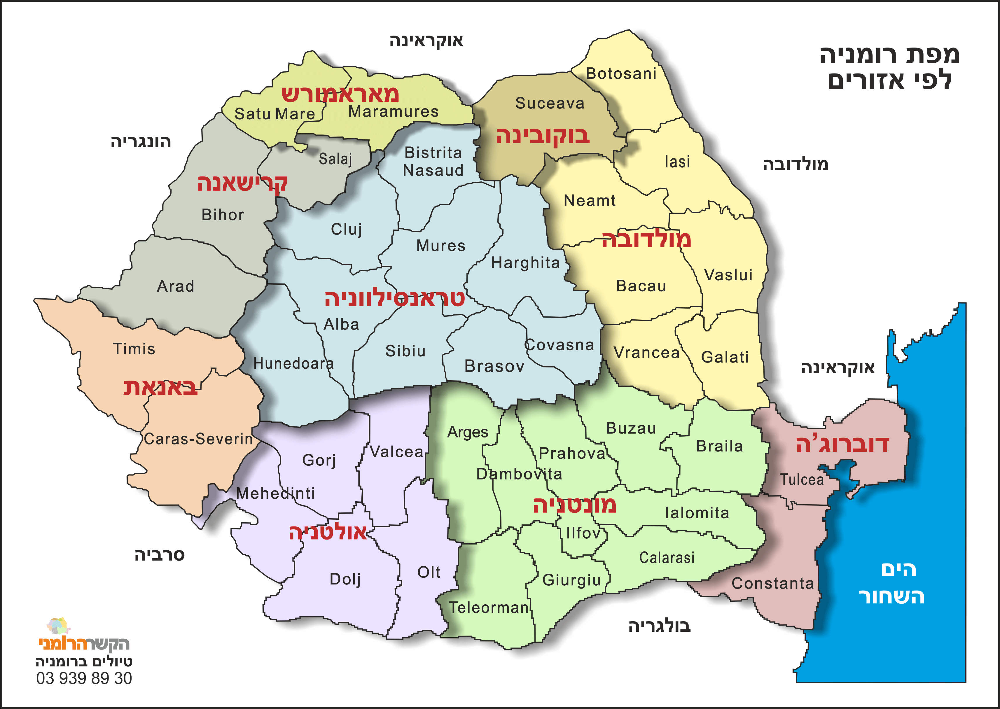 מפת רומניה
לפי אזורים
אוקראינה
הונגריה
מולדובה
אוקראינה
סרביה
בולגריה
הים
השחור
מאראמורש
Satu Mare
Maramures
בוקובינה
Suceava
Botosani
Iasi
קרישאנה
Salaj
Bihor
Arad
Bistrita
Nasaud
Cluj
Mures
Harghita
טראנסילווניה
Alba
Hunedoara
Sibiu
Brasov
Covasna
Neamt
מולדובה
Bacau
Vaslui
Vrancea
Galati
Timis
באנאת
Caras-Severin
Gorj
Valcea
Mehedinti
אולטניה
Dolj
Olt
Arges
Dambovita
Prahova
Buzau
Braila
מונטניה
Ialomita
Ilfov
Calarasi
Giurgiu
Teleorman
דוברוג'ה
Tulcea
Constanta
הקשרהרומני
טיולים ברומניה
03 939 89 30